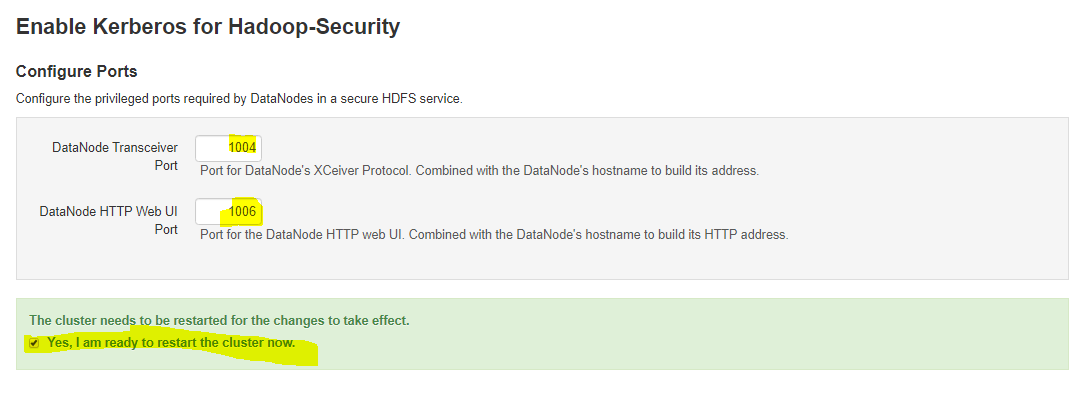 Enable Kerberos for Hadoop-Security
Configure Ports
Configure the privileged ports required by DataNodes in a secure HDFS service.
DataNode Transceiver Port
1004
Port for DataNode's XCeiver Protocol. Combined with the DataNode's hostname to build its address.
DataNode HTTP Web UI Port
1006
Port for the DataNode HTTP web UI. Combined with the DataNode's hostname to build its HTTP address.
The cluster needs to be restarted for the changes to take effect.
Yes, I am ready to restart the cluster now.